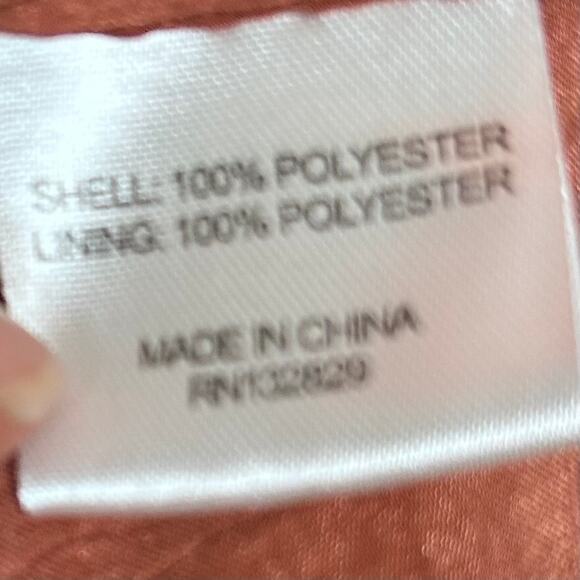 SHELL: 100% POLYESTER
LINING: 100% POLYESTER
MADE IN CHINA
RN132829